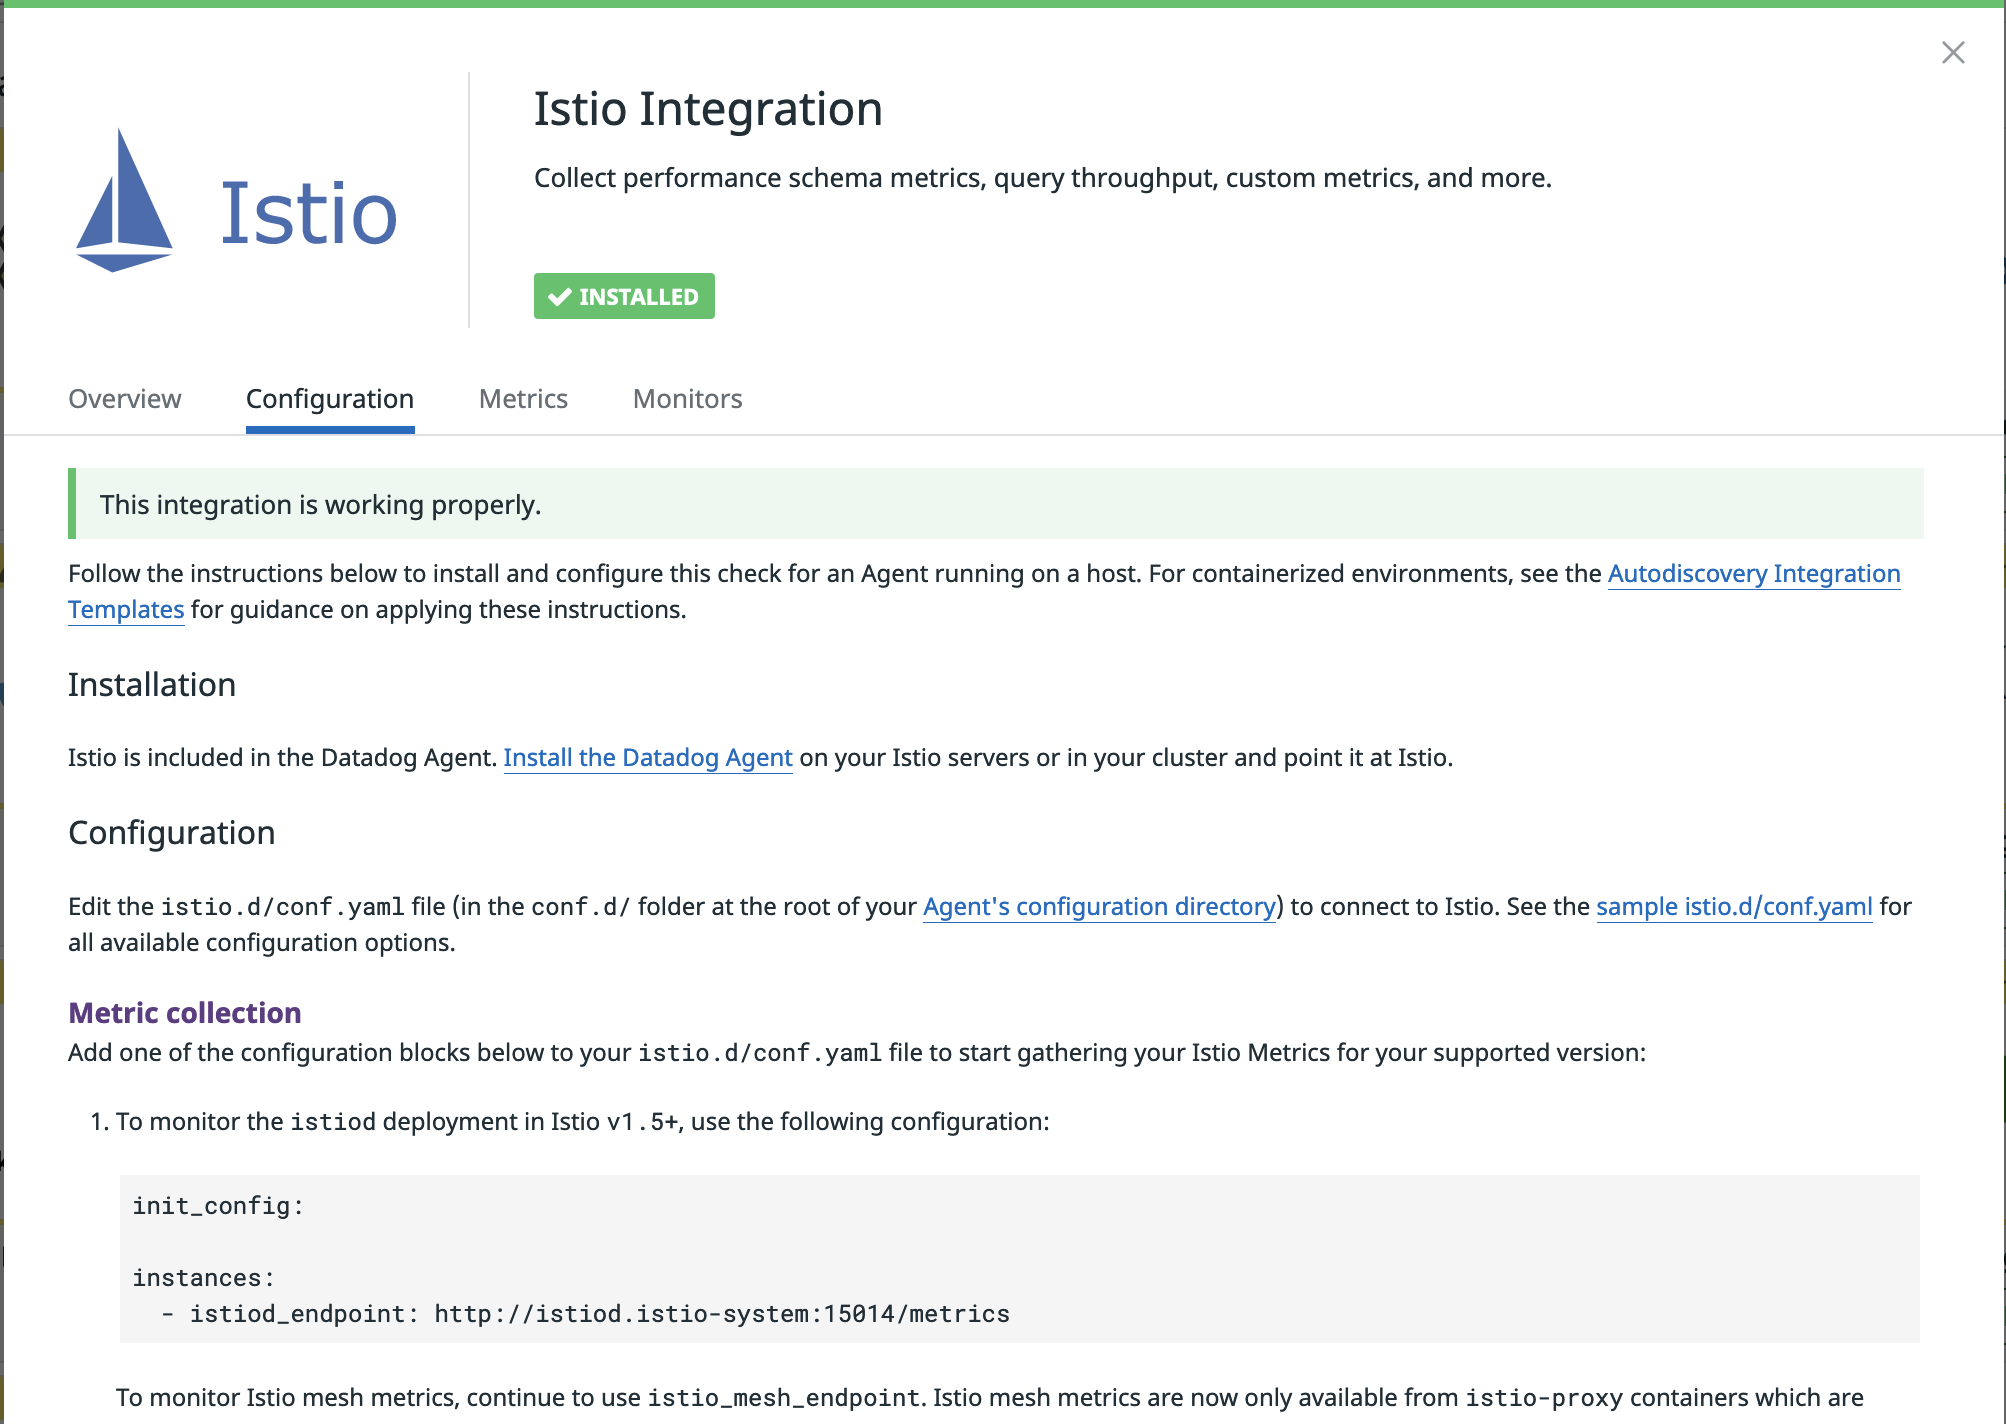 Istio
Istio Integration
Collect performance schema metrics, query throughput, custom metrics, and more.
INSTALLED
Overview Configuration Metrics Monitors
This integration is working properly.
Follow the instructions below to install and configure this check for an Agent running on a host. For containerized environments, see the Autodiscovery Integration
Templates for guidance on applying these instructions.
Installation
Istio is included in the Datadog Agent. Install the Datadog Agent on your Istio servers or in your cluster and point it at Istio.
Configuration
Edit the istio.d/conf.yaml file (in the conf.d/ folder at the root of your Agent's configuration directory) to connect to Istio. See the sample istio.d/conf.yaml for
all available configuration options.
Metric collection
Add one of the configuration blocks below to your istio.d/conf.yaml file to start gathering your Istio Metrics for your supported version:
1. To monitor the istiod deployment in Istio v1.5+, use the following configuration:
init_config:
instances:
  - istiod_endpoint: http://istiod.istio-system:15014/metrics
To monitor Istio mesh metrics, continue to use istio_mesh_endpoint. Istio mesh metrics are now only available from istio-proxy containers which are